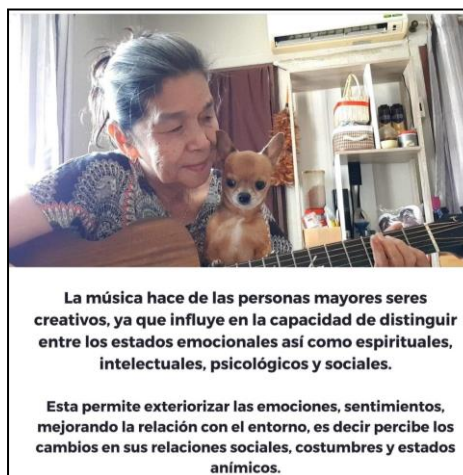 La música hace de las personas mayores seres
creativos, ya que influye en la capacidad de distinguir
entre los estados emocionales así como espirituales,
intelectuales, psicológicos y sociales.
Esta permite exteriorizar las emociones, sentimientos,
mejorando la relación con el entorno, es decir percibe los
cambios en sus relaciones sociales, costumbres y estados
anímicos.